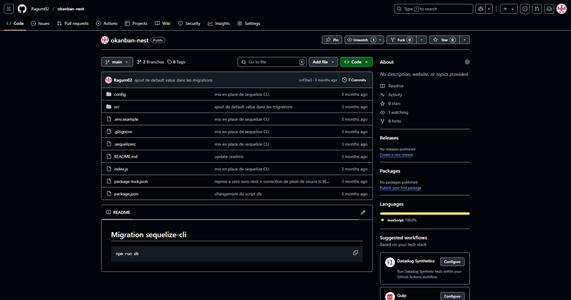 Ragum02 / okanban-nest
Type / to search
Code Issues Pull requests Actions Projects Wiki Security Insights Settings
okanban-nest Public
Pin Unwatch 1 Fork 0 Star 0
main 2 Branches 0 Tags Go to file Add file Code
Ragum02 ajout de default value dans les migrations 3 months ago 7 Commits
config mis en place de sequelize CLI 3 months ago
src ajout de default value dans les migrations 3 months ago
.env.example mis en place de sequelize CLI 3 months ago
.gitignore mis en place de sequelize CLI 3 months ago
.sequelizerc mis en place de sequelize CLI 3 months ago
README.md update readme 3 months ago
index.js mis en place de sequelize CLI 3 months ago
package-lock.json reprise a zero sans nest + correction de plein de soucis 3 months ago
package.json changement du script db 3 months ago
README
Migration sequelize-cli
npm run db
About
No description, website, or topics provided.
Readme
Activity
0 stars
1 watching
0 forks
Releases
No releases published
Create a new release
Packages
No packages published
Publish your first package
Languages
JavaScript 100.0%
Suggested workflows
Based on your tech stack
Datadog Synthetics Configure
Run Datadog Synthetic tests within your
GitHub Actions workflow
Gulp Configure